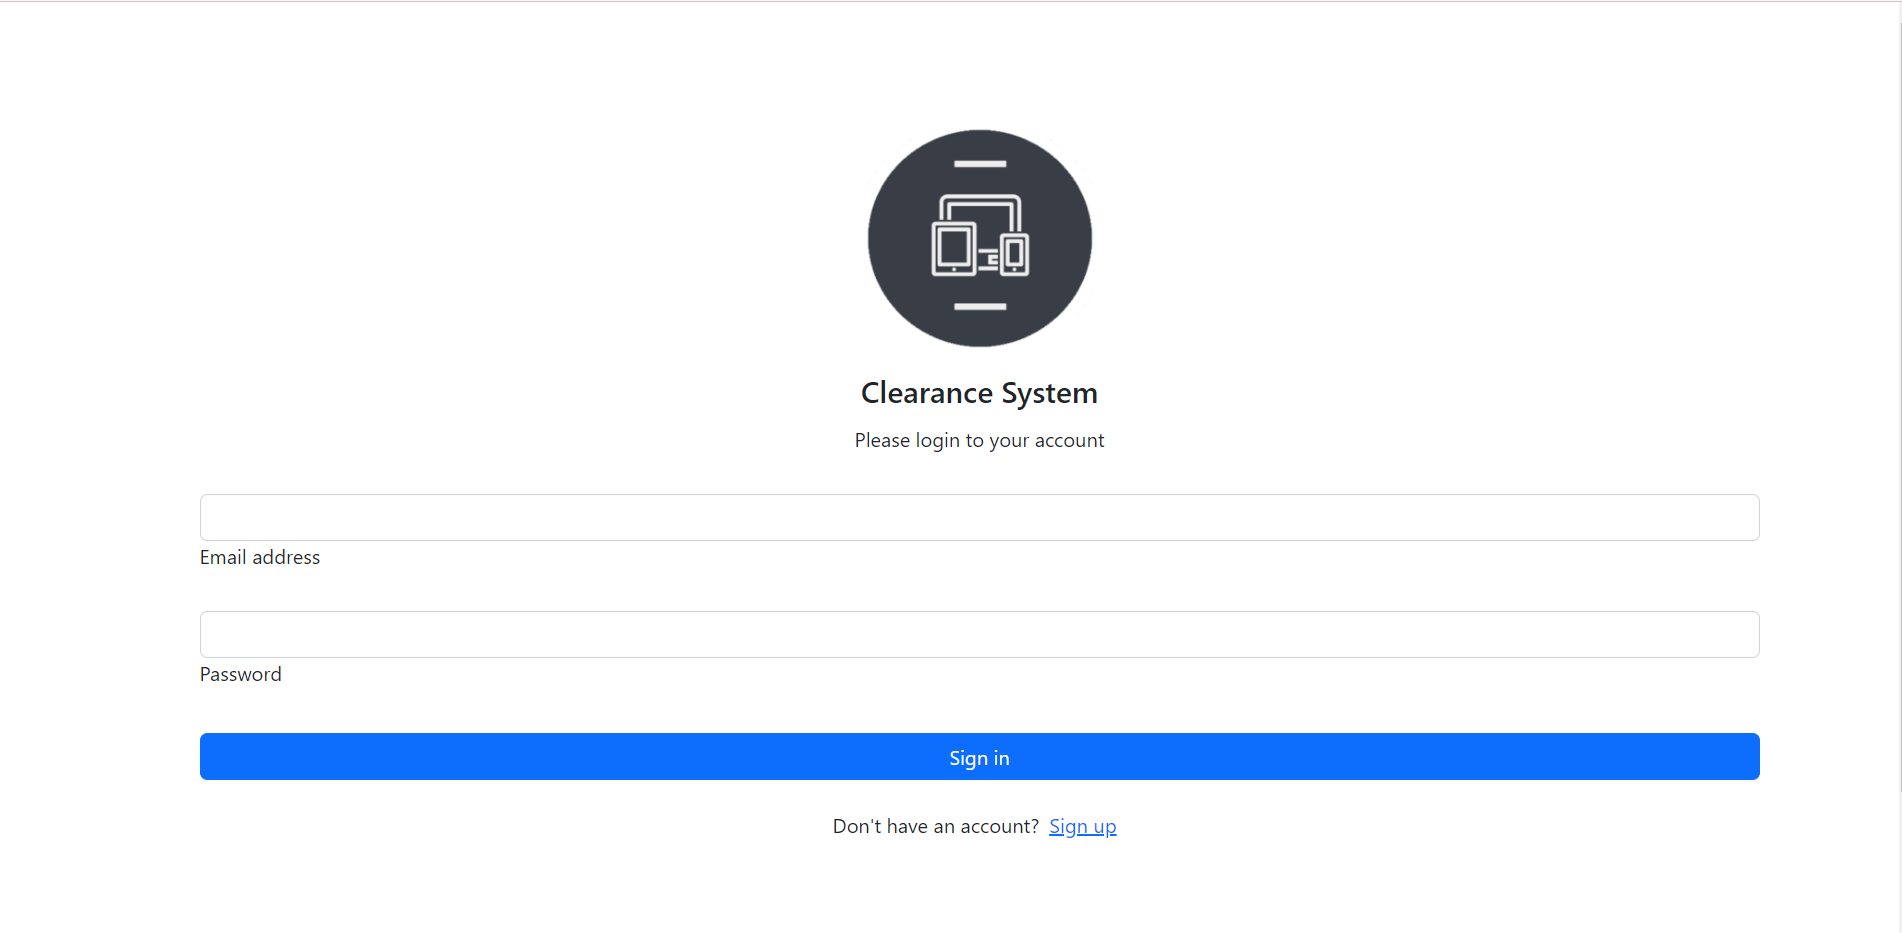 Clearance System
Please login to your account
Email address
Password
Sign in
Don't have an account? Sign up